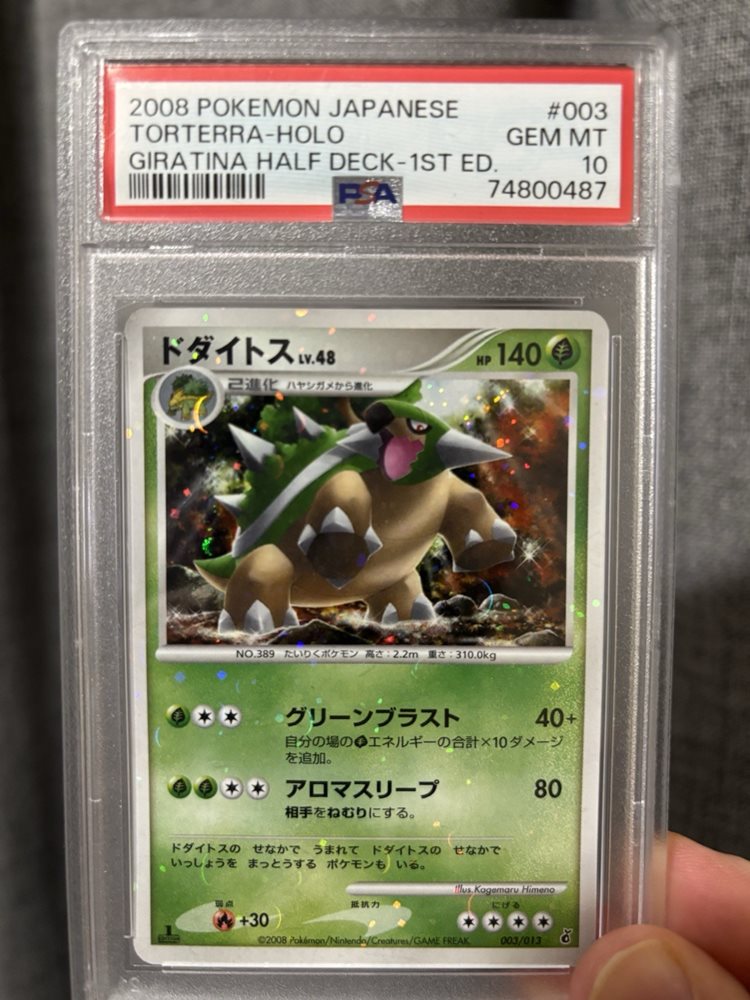 2008 POKEMON JAPANESE #003
TORTERRA-HOLO GEM MT
GIRATINA HALF DECK-1ST ED. 10
PSA 74800487
ドダイトス LV.48 HP 140
2進化 ハヤシガメから進化
NO.389 たいりくポケモン 高さ:2.2m 重さ:310.0kg
グリーンブラスト 40+
自分の場のエネルギーの合計×10ダメージ
を追加。
アロマスリープ 80
相手をねむりにする。
ドダイトスの せなかで うまれて ドダイトスの せなかで
いっしょうを まっとうする ポケモンも いる。
Illus.Kagemaru Himeno
弱点 抵抗力 にげる
+30
1
©2008 Pokémon/Nintendo/Creatures/GAME FREAK 003/013